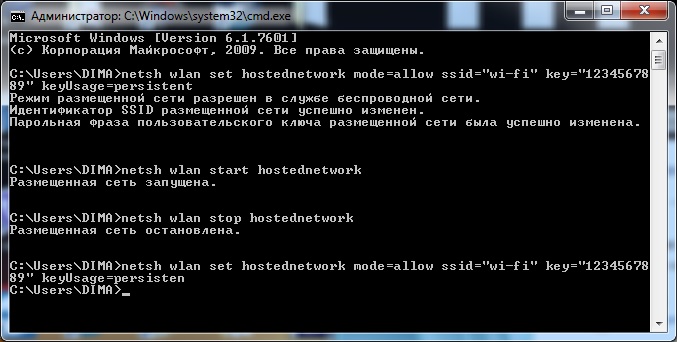 Администратор: C:\Windows\system32\cmd.exe
Microsoft Windows [Version 6.1.7601]
(c) Корпорация Майкрософт, 2009. Все права защищены.
C:\Users\DIMA>netsh wlan set hostednetwork mode=allow ssid="wi-fi" key="12345678
89" keyUsage=persistent
Режим размещенной сети разрешен в службе беспроводной сети.
Идентификатор SSID размещенной сети успешно изменен.
Парольная фраза пользовательского ключа размещенной сети была успешно изменена.
C:\Users\DIMA>netsh wlan start hostednetwork
Размещенная сеть запущена.
C:\Users\DIMA>netsh wlan stop hostednetwork
Размещенная сеть остановлена.
C:\Users\DIMA>netsh wlan set hostednetwork mode=allow ssid="wi-fi" key="12345678
89" keyUsage=persisten
C:\Users\DIMA>_